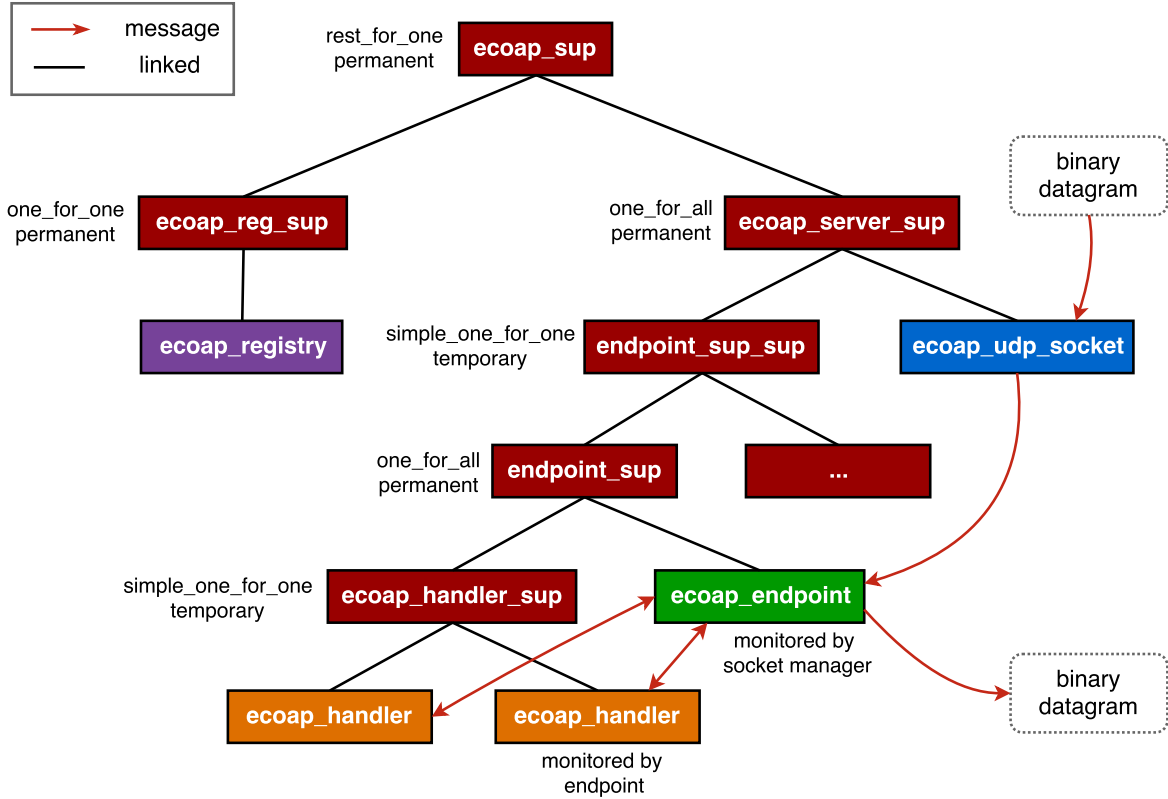 message
linked
rest_for_one
permanent
ecoap_sup
binary
datagram
one_for_one
permanent
ecoap_reg_sup
one_for_all
permanent
ecoap_server_sup
ecoap_registry
simple_one_for_one
temporary
endpoint_sup_sup
ecoap_udp_socket
one_for_all
permanent
endpoint_sup
...
simple_one_for_one
temporary
ecoap_handler_sup
ecoap_endpoint
monitored by
socket manager
binary
datagram
ecoap_handler
ecoap_handler
monitored by
endpoint